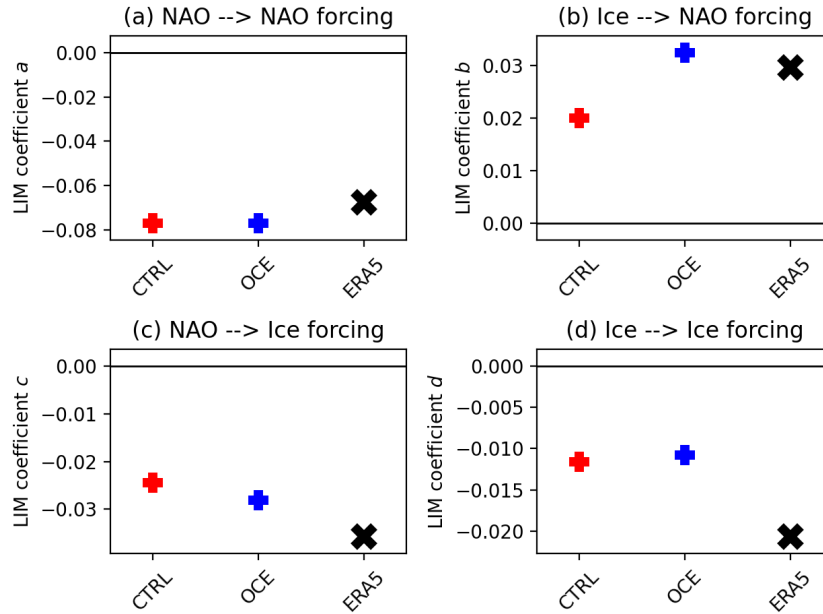 (a) NAO --> NAO forcing
LIM coefficient a
0.00
−0.02
−0.04
−0.06
−0.08
CTRL
OCE
ERA5
(b) Ice --> NAO forcing
LIM coefficient b
0.03
0.02
0.01
0.00
CTRL
OCE
ERA5
(c) NAO --> Ice forcing
LIM coefficient c
0.00
−0.01
−0.02
−0.03
CTRL
OCE
ERA5
(d) Ice --> Ice forcing
LIM coefficient d
0.000
−0.005
−0.010
−0.015
−0.020
CTRL
OCE
ERA5